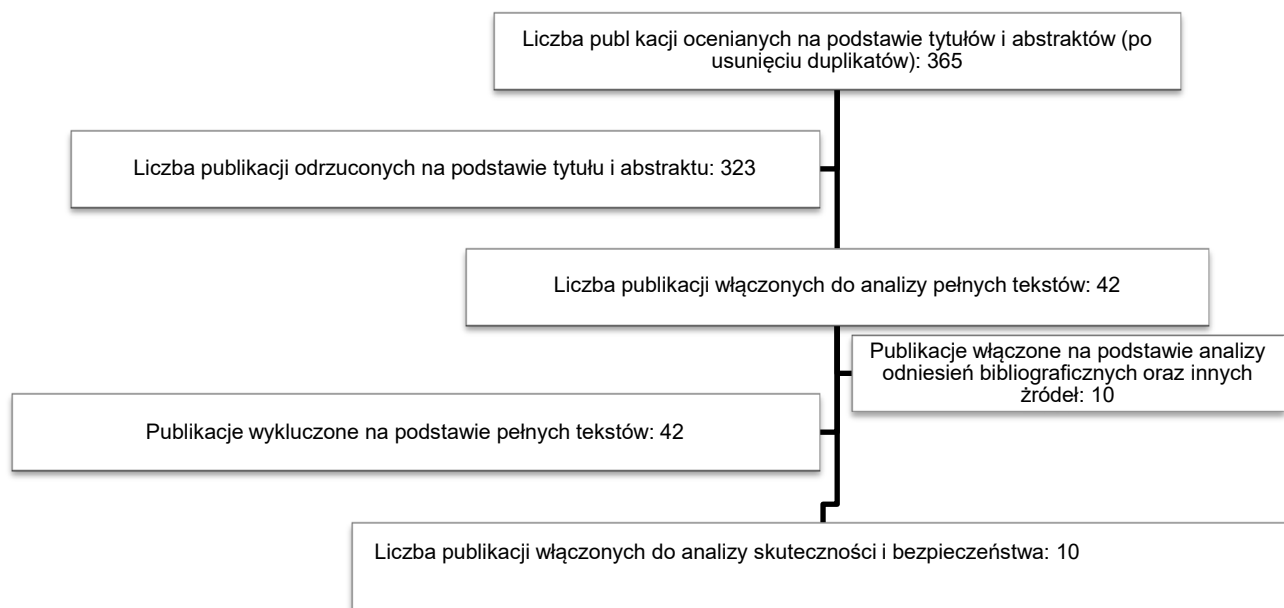 Liczba publ kacji ocenianych na podstawie tytułów i abstraktów (po
usunięciu duplikatów): 365
Liczba publikacji odrzuconych na podstawie tytułu i abstraktu: 323
Liczba publikacji włączonych do analizy pełnych tekstów: 42
Publikacje włączone na podstawie analizy
odniesień bibliograficznych oraz innych
żródeł: 10
Publikacje wykluczone na podstawie pełnych tekstów: 42
Liczba publikacji włączonych do analizy skuteczności i bezpieczeństwa: 10